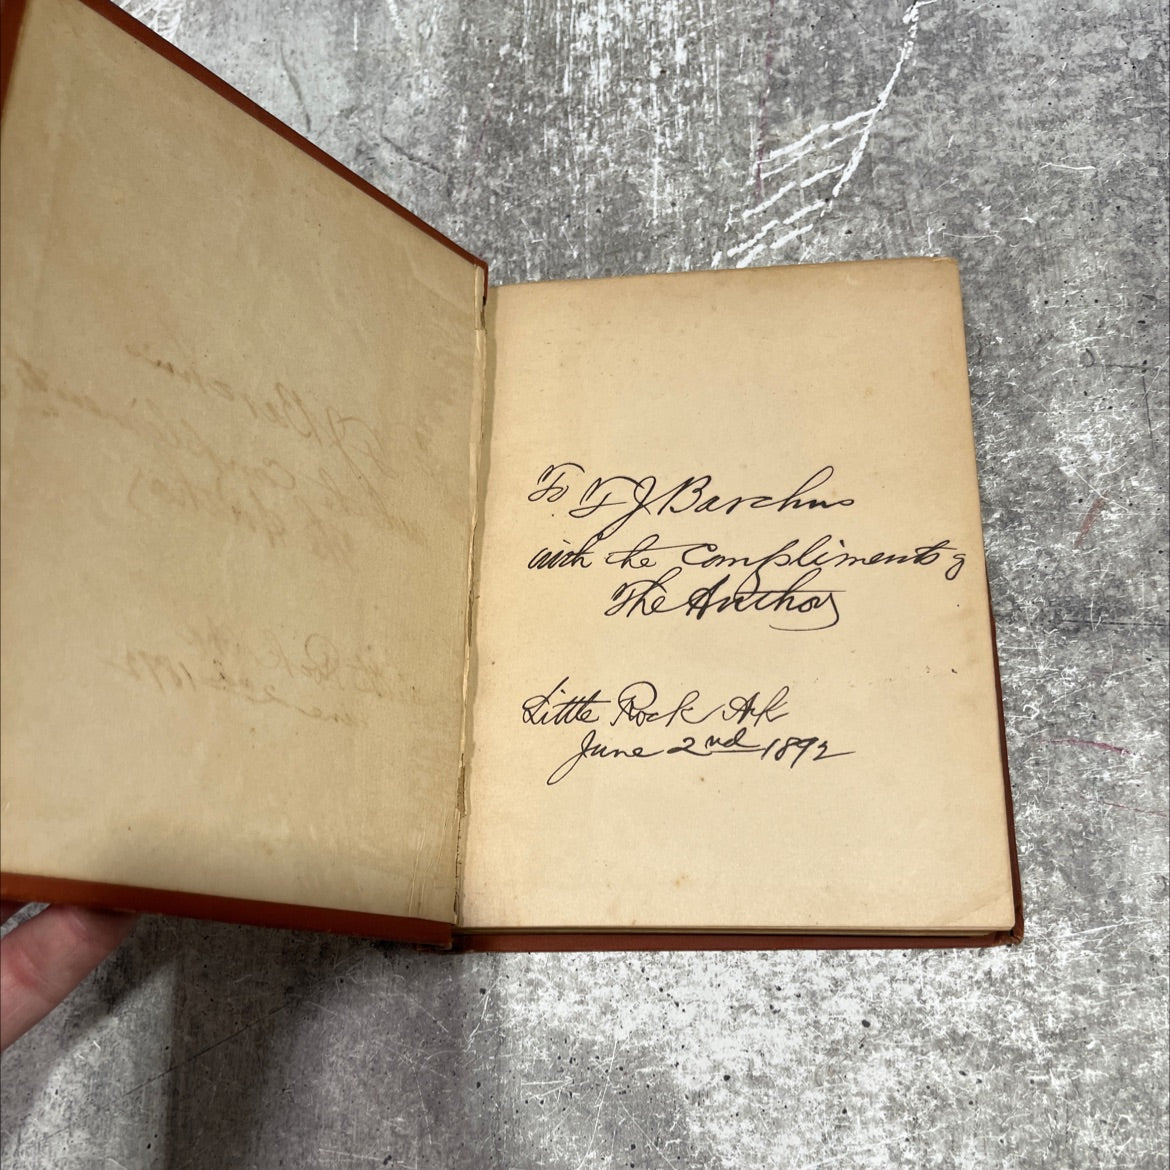 To T J Barchus
with the Compliments of
The Author
Little Rock Ark
June 2nd 1892